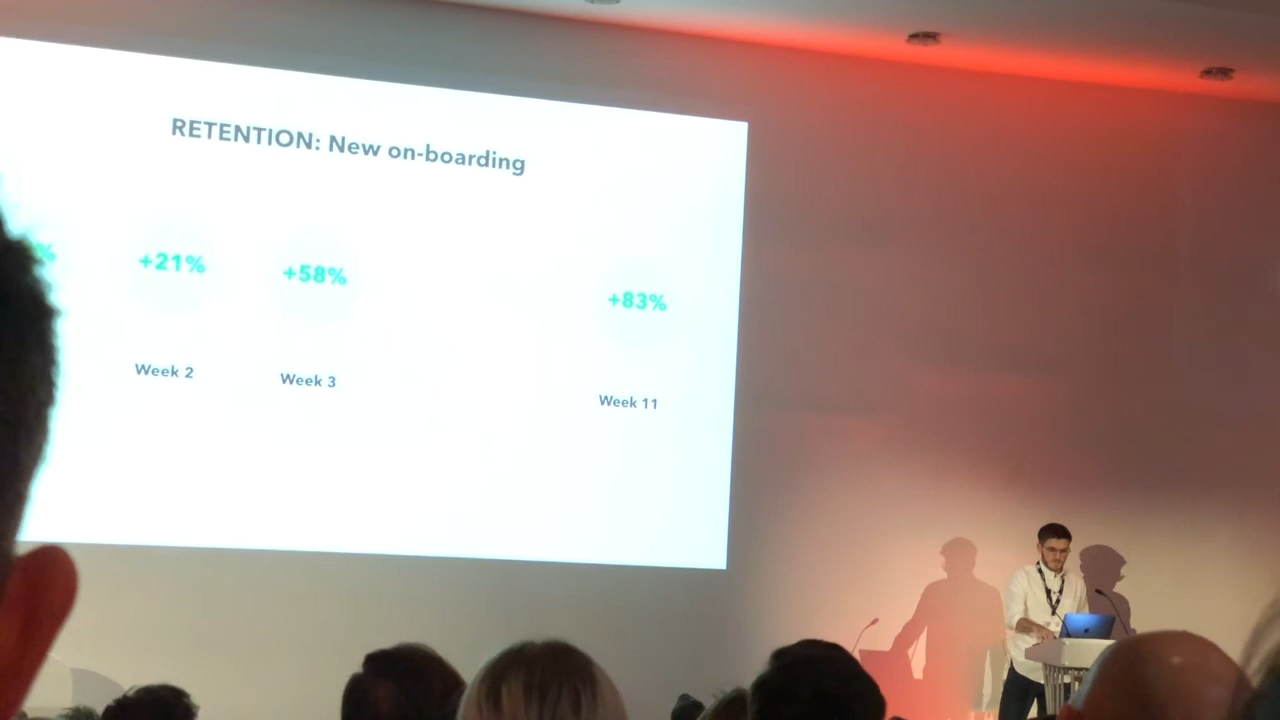 RETENTION: New on-boarding
%
+21%
+58%
+83%
Week 2
Week 3
Week 11